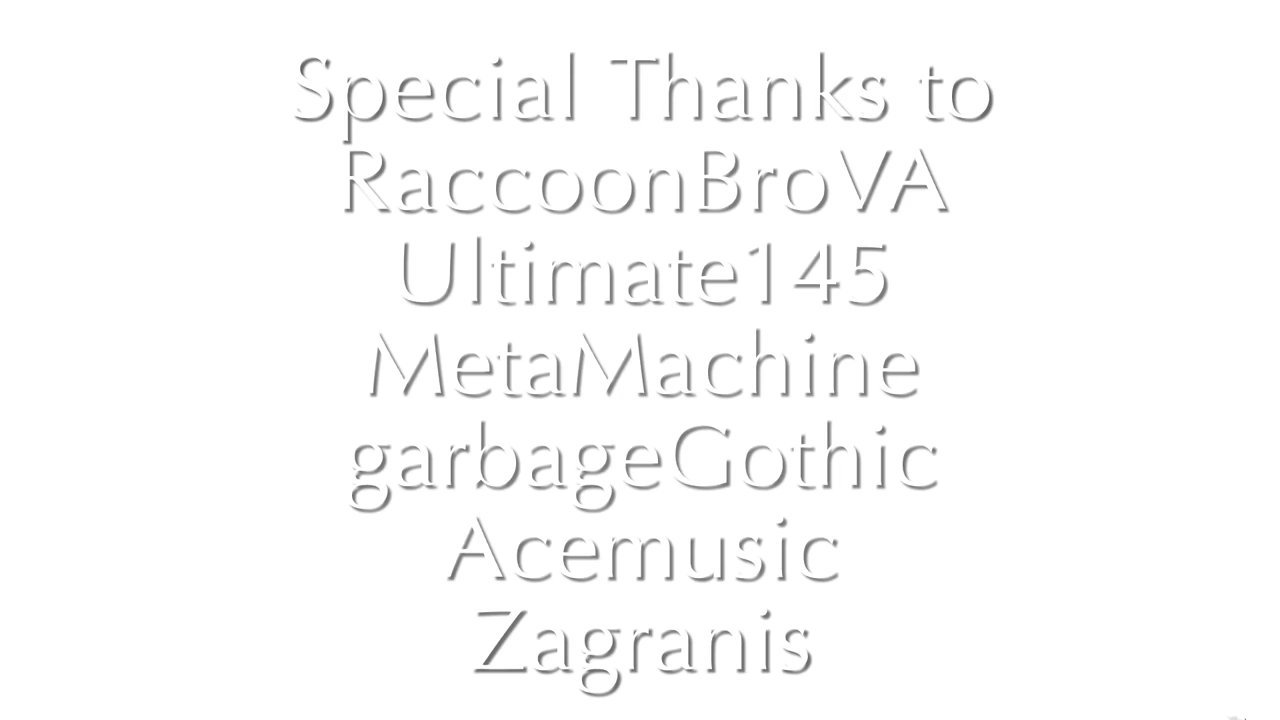 Special Thanks to
RaccoonBroVA
Ultimate145
MetaMachine
garbageGothic
Acemusic
Zagranis